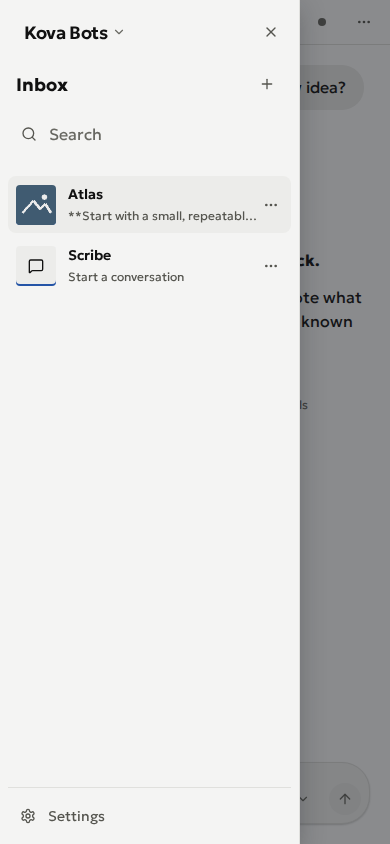 Kova Bots
Inbox
Search
Atlas
**Start with a small, repeatabl...
Scribe
Start a conversation
Settings
idea?
ck.
ote what
known
ls